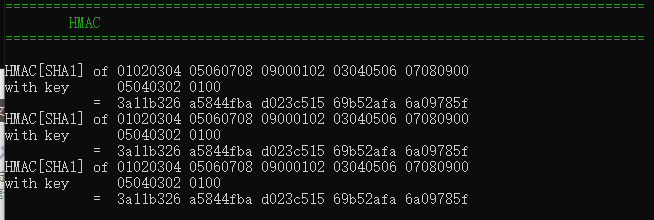 ================================================================================
HMAC
================================================================================
HMAC[SHA1] of 01020304 05060708 09000102 03040506 07080900
with key 05040302 0100
= 3a11b326 a5844fba d023c515 69b52afa 6a09785f
HMAC[SHA1] of 01020304 05060708 09000102 03040506 07080900
with key 05040302 0100
= 3a11b326 a5844fba d023c515 69b52afa 6a09785f
HMAC[SHA1] of 01020304 05060708 09000102 03040506 07080900
with key 05040302 0100
= 3a11b326 a5844fba d023c515 69b52afa 6a09785f